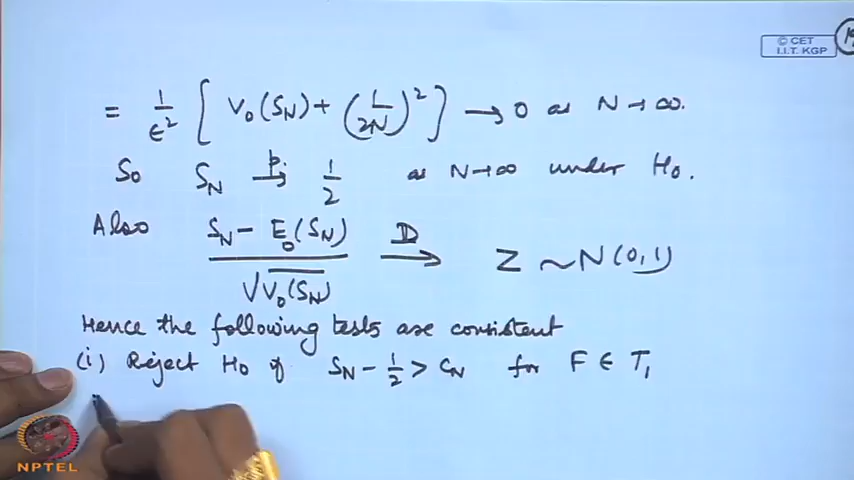 © CET
I.I.T. KGP
= 1/ε² [ V₀(S_N) + (1/2N)² ] → 0 as N→∞.
So S_N →^{p.} 1/2 as N→∞ under H₀.
Also (S_N − E₀(S_N)) / √V₀(S_N) →^{D} Z ~ N(0,1)
Hence the following tests are consistent
(i) Reject H₀ if S_N − 1/2 > C_N for F ∈ T₁
NPTEL